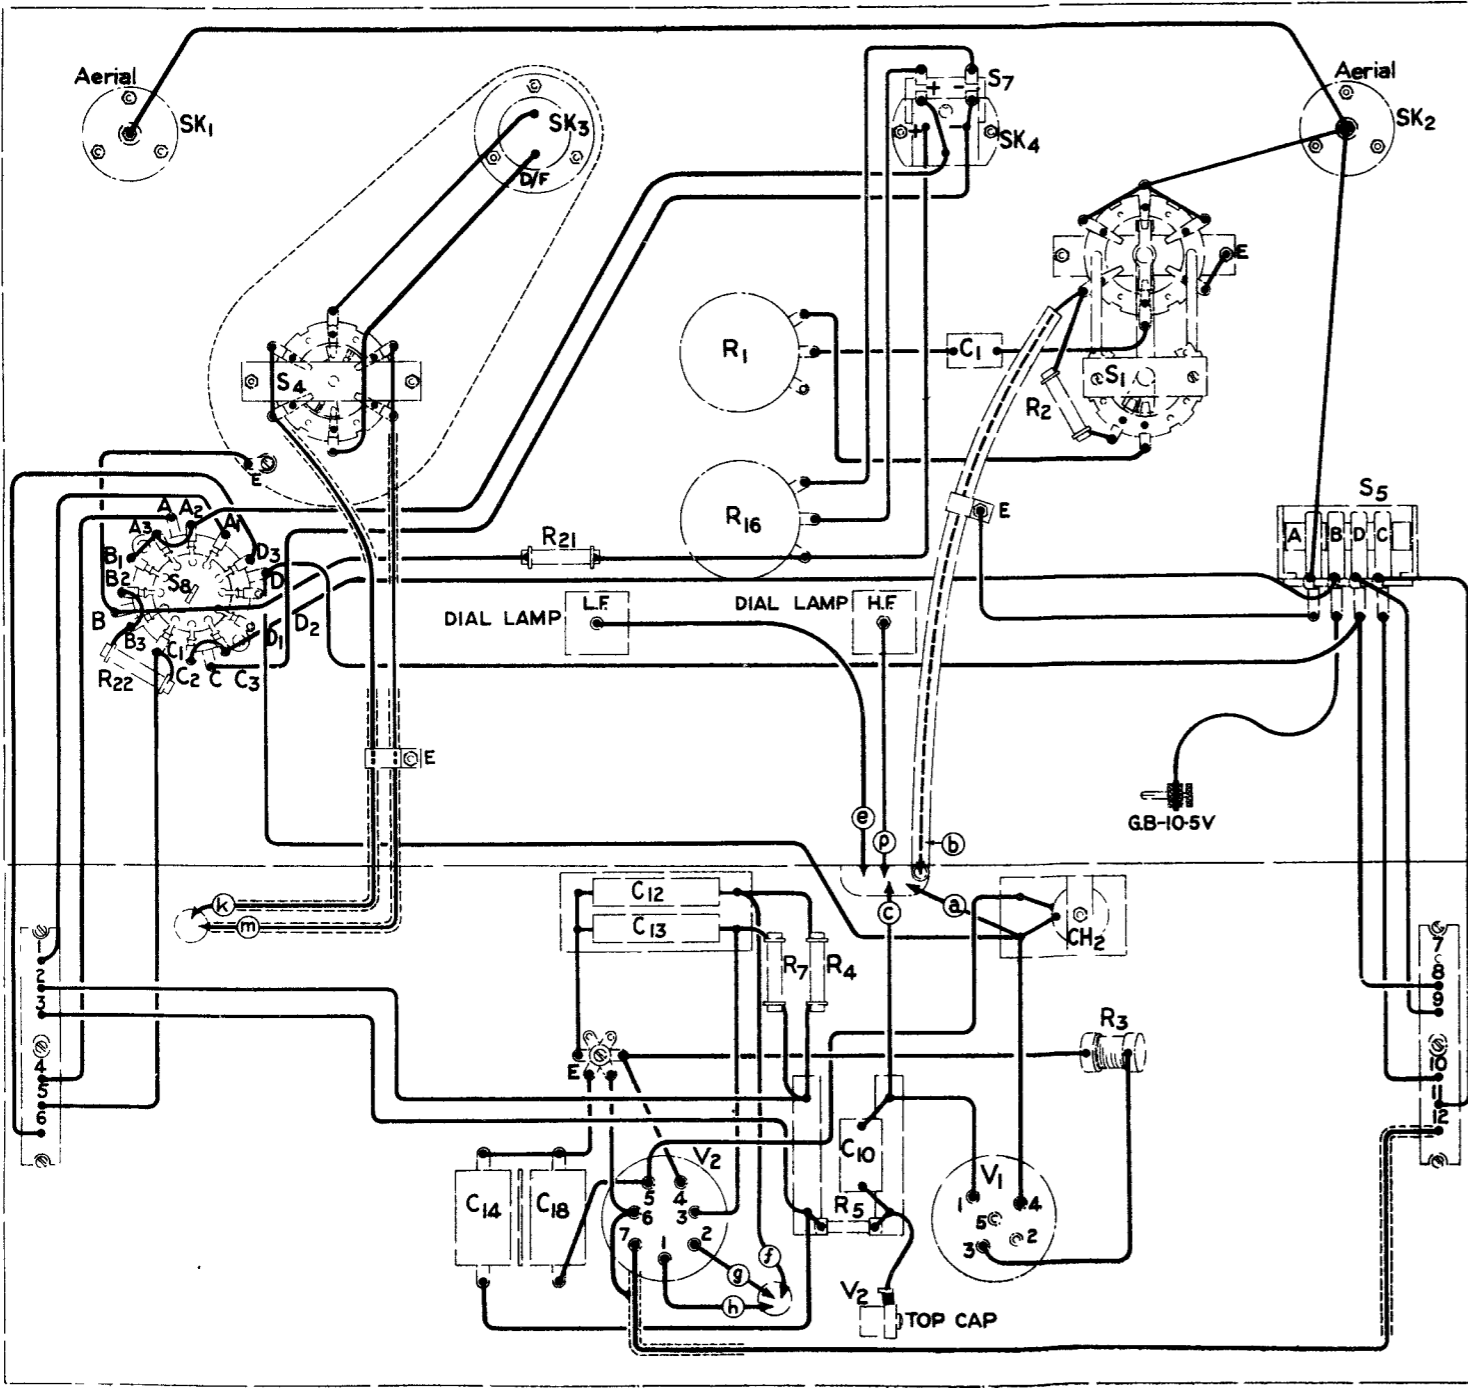 Aerial
SK1
SK3
D/F
+ -
S7
+ -
SK4
Aerial
SK2
E
R1
C1
S1
R2
S4
E
R16
E
S5
A B D C
A3 A A2 A1
B1
D3
B2
S8
D
B
D1
D2
B3
C1
C2 C C3
R22
R21
DIAL LAMP L.F.
DIAL LAMP H.F.
E
G.B-10·5V
e
p
b
k
m
C12
C13
c
a
CH2
R7
R4
1
2
3
4
5
6
7
8
9
10
11
12
E
R3
C14
C18
V2
5 4
6 3
7 1 2
C10
R5
V1
1 4
5
3 2
f
g
h
V2
TOP CAP